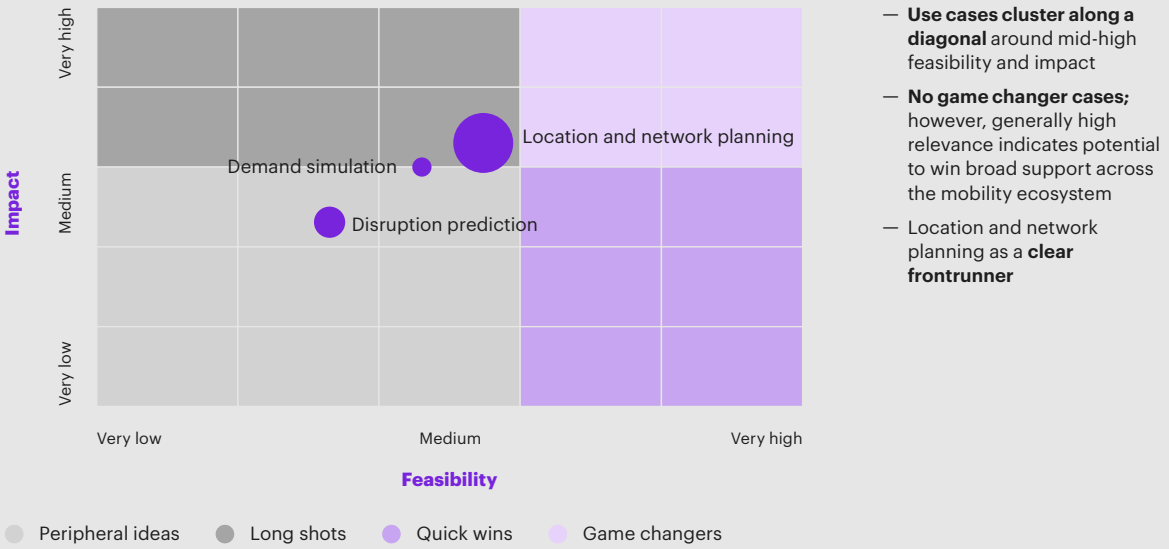 Impact
Very high
Medium
Very low
Location and network planning
Demand simulation
Disruption prediction
Very low
Medium
Very high
Feasibility
Peripheral ideas
Long shots
Quick wins
Game changers
— Use cases cluster along a
diagonal around mid-high
feasibility and impact
— No game changer cases;
however, generally high
relevance indicates potential
to win broad support across
the mobility ecosystem
— Location and network
planning as a clear
frontrunner